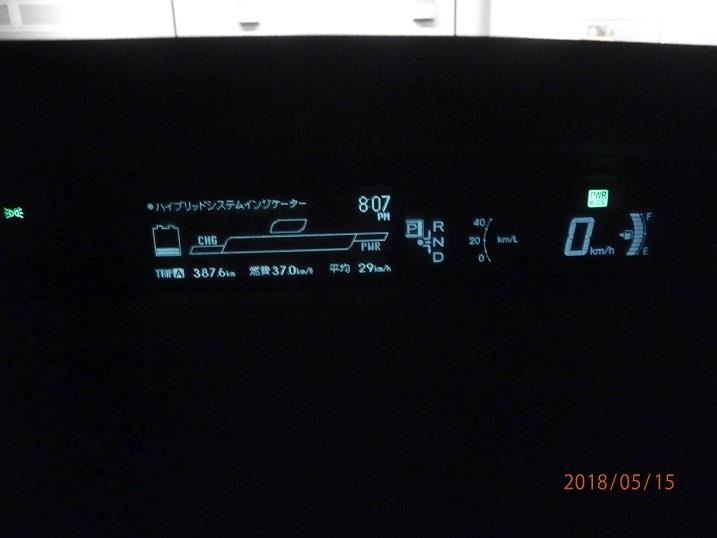 PWR
MODE
●ハイブリッドシステムインジケーター 8:07
PM
CHG
PWR
P R
N
D
40
20 km/L
0
0 km/h
F
E
TRIP A 387.6km 燃費37.0km/ℓ 平均 29km/h
2018/05/15